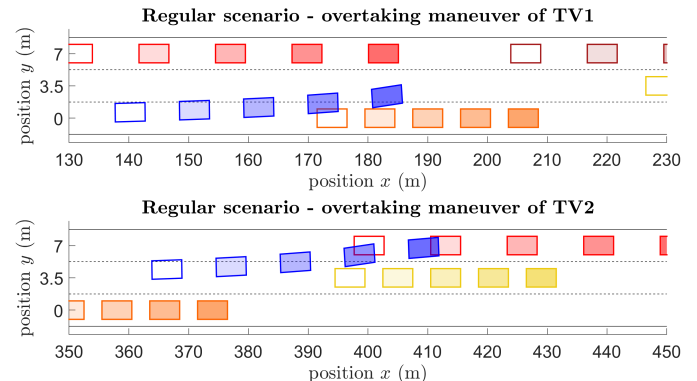 Regular scenario - overtaking maneuver of TV1
position y (m)
7
3.5
0
130 140 150 160 170 180 190 200 210 220 230
position x (m)
Regular scenario - overtaking maneuver of TV2
position y (m)
7
3.5
0
350 360 370 380 390 400 410 420 430 440 450
position x (m)